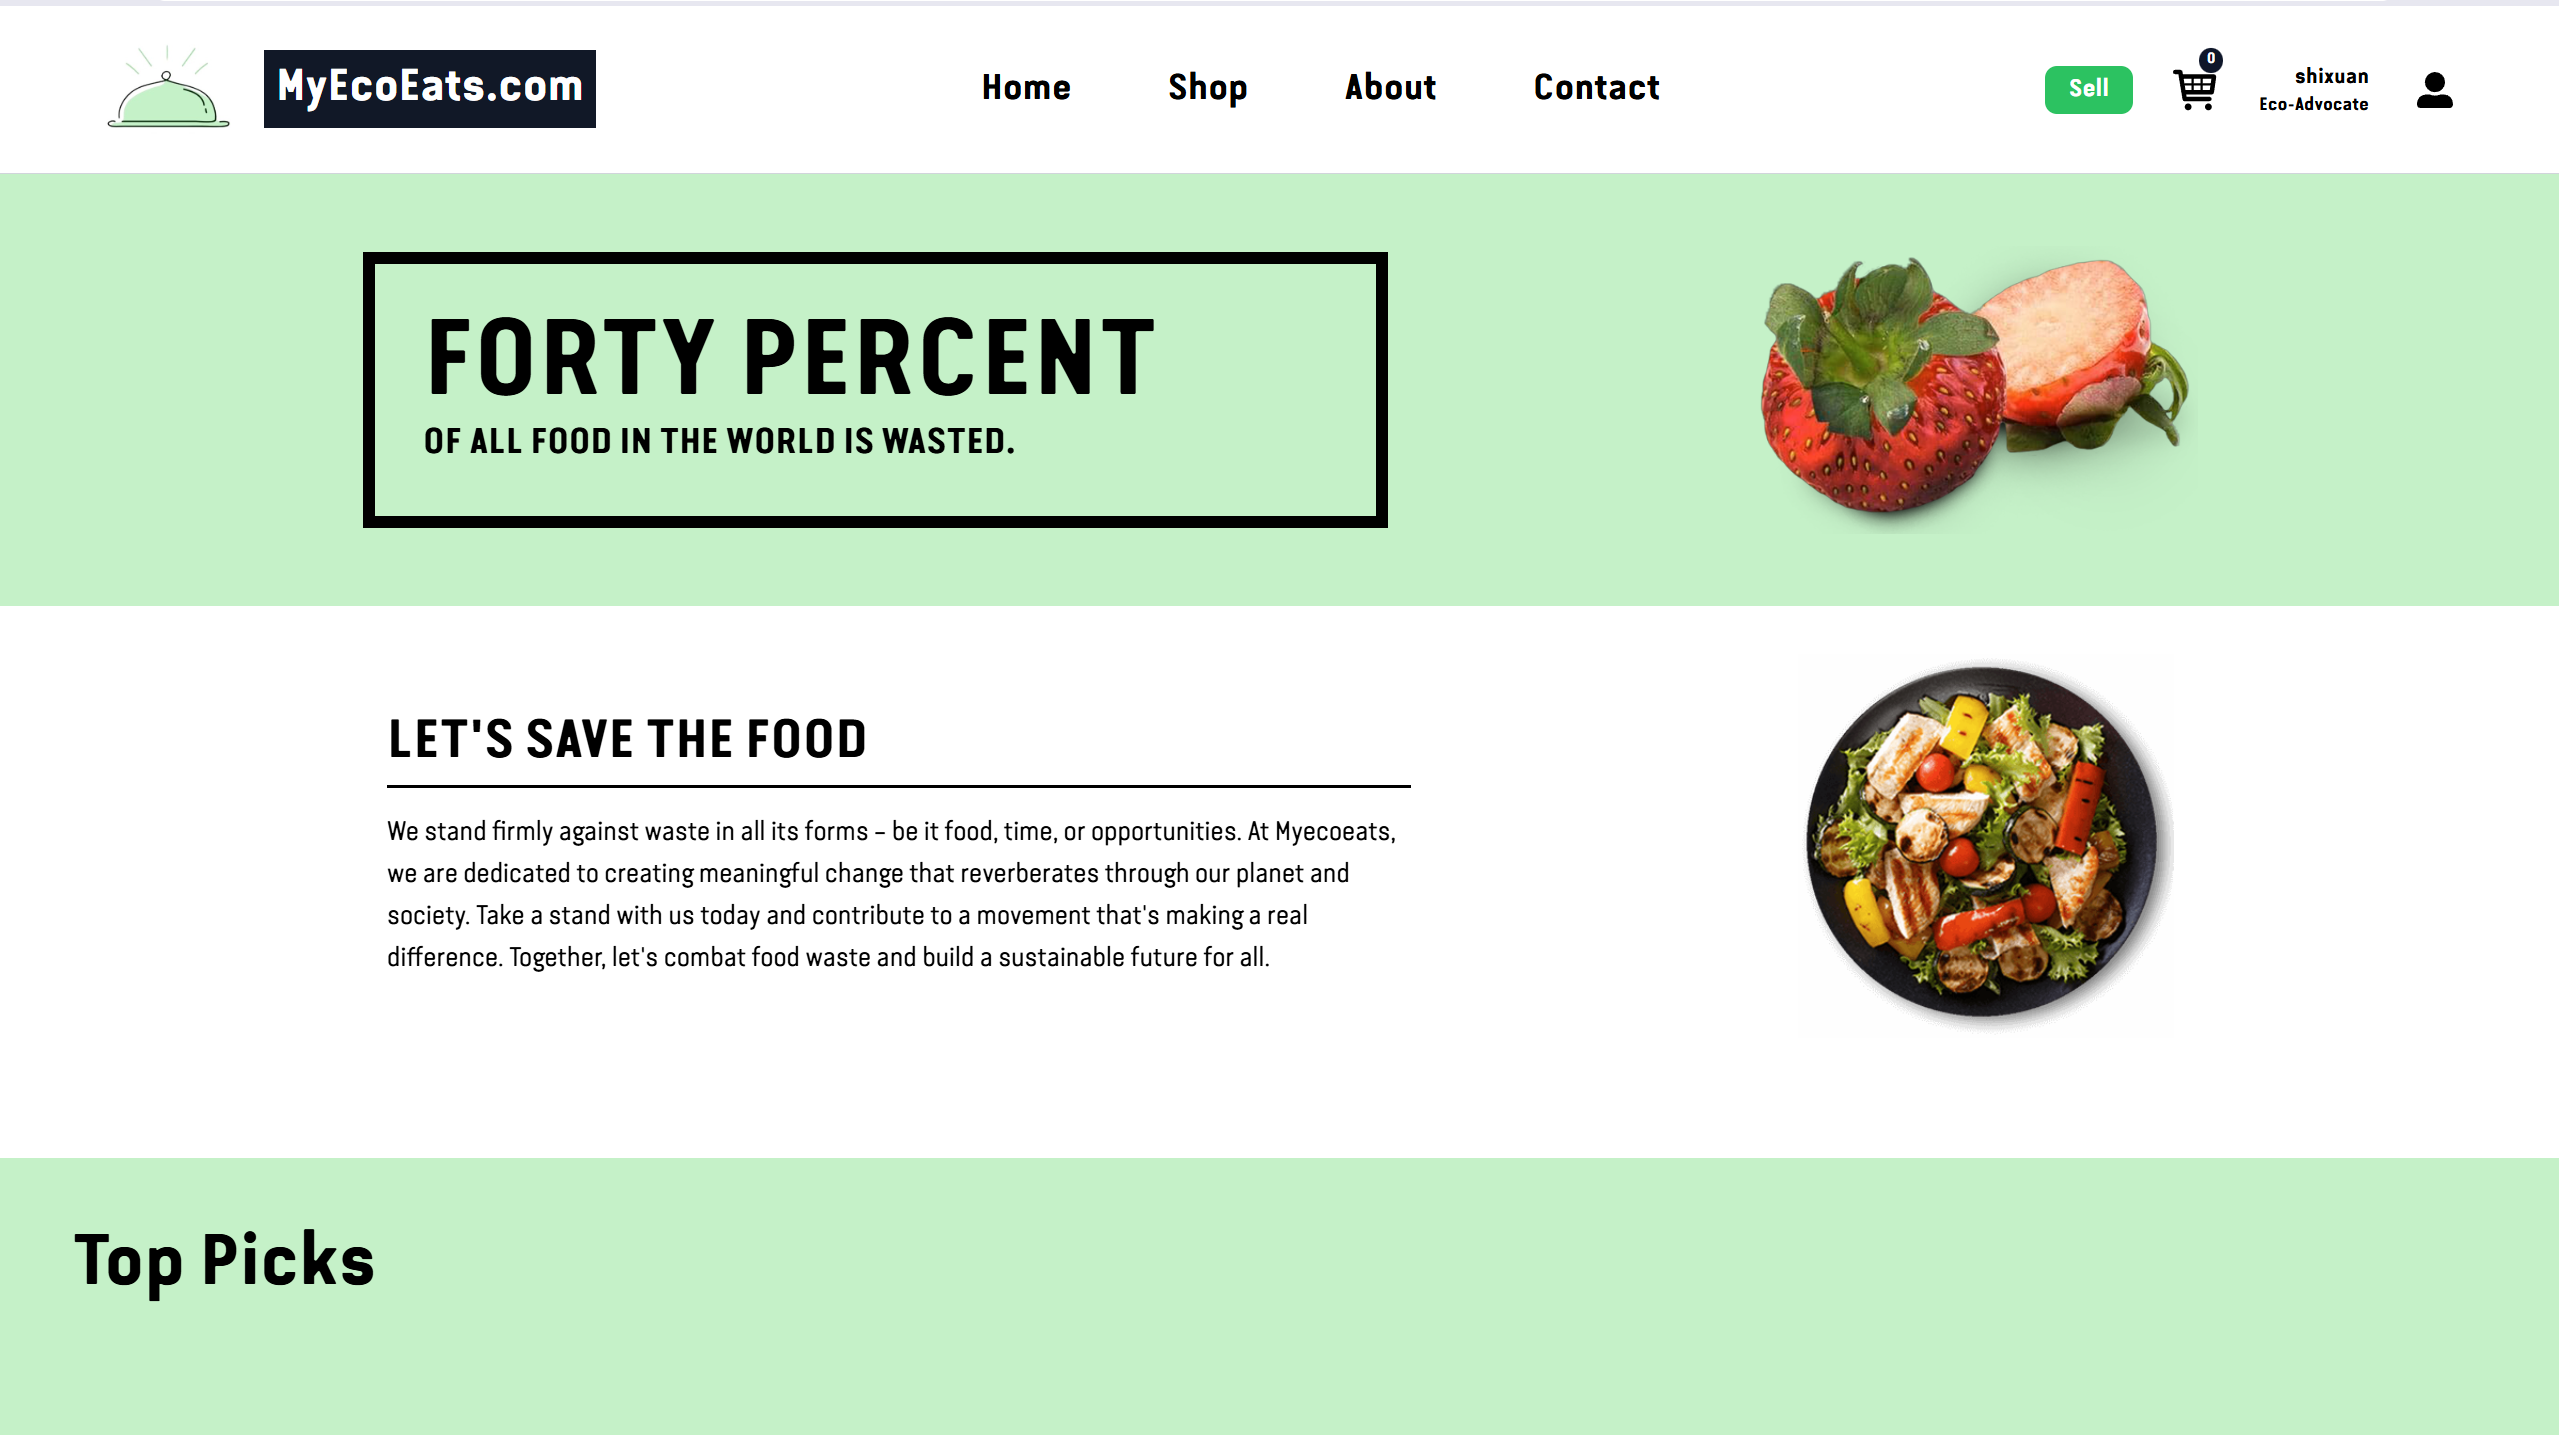 MyEcoEats.com
Home
Shop
About
Contact
Sell
0
shixuan
Eco-Advocate
FORTY PERCENT
OF ALL FOOD IN THE WORLD IS WASTED.
LET'S SAVE THE FOOD
We stand firmly against waste in all its forms – be it food, time, or opportunities. At Myecoeats,
we are dedicated to creating meaningful change that reverberates through our planet and
society. Take a stand with us today and contribute to a movement that's making a real
difference. Together, let's combat food waste and build a sustainable future for all.
Top Picks